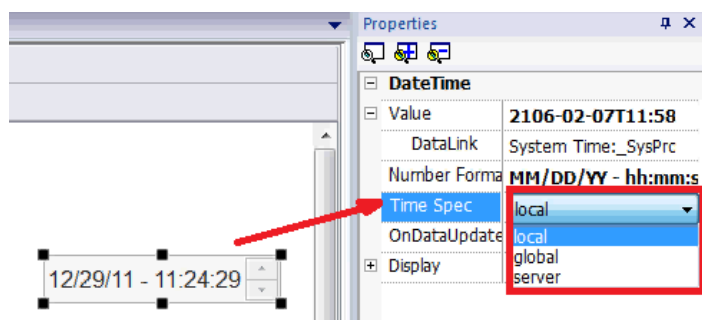 Properties
DateTime
Value 2106-02-07T11:58
DataLink System Time:_SysPrc
Number Forma MM/DD/YY - hh:mm:s
Time Spec local
OnDataUpdate local
global
Display
server
12/29/11 - 11:24:29